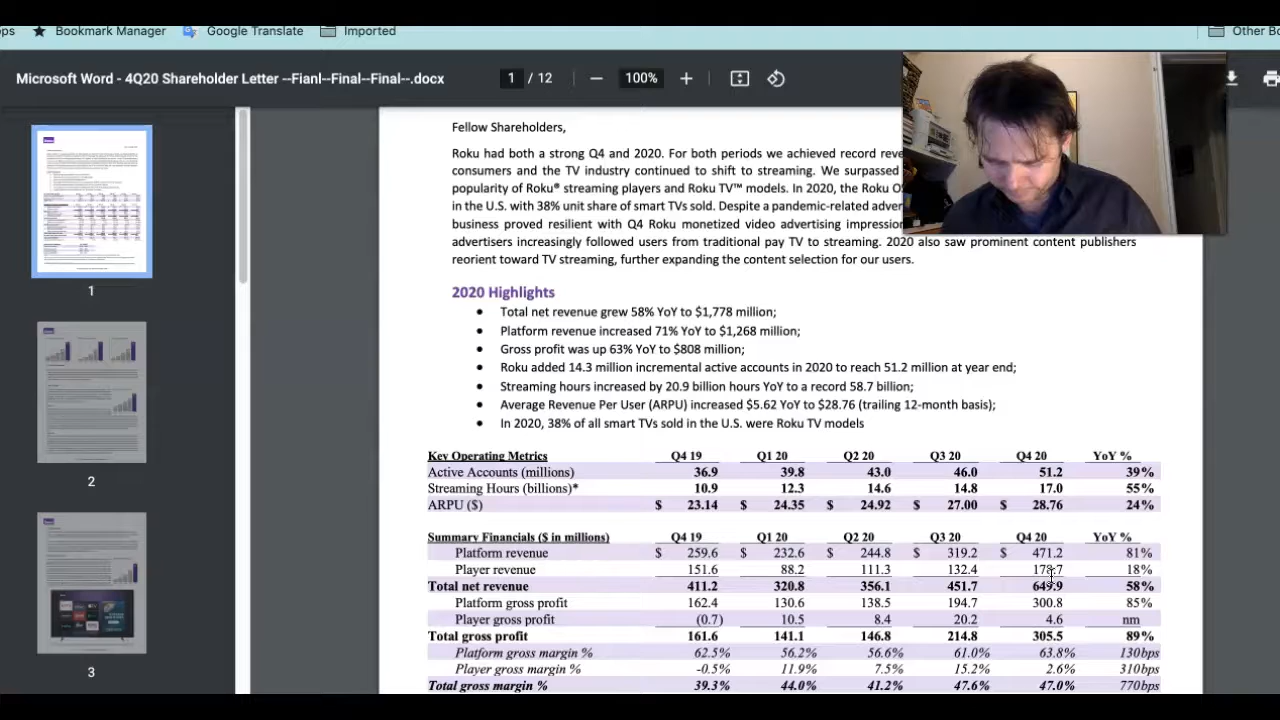 ps Bookmark Manager Google Translate Imported Other Bo
Microsoft Word - 4Q20 Shareholder Letter --Fianl--Final--Final--.docx 1 / 12 100%
Fellow Shareholders,
Roku had both a strong Q4 and 2020. For both periods we achieved record reve
consumers and the TV industry continued to shift to streaming. We surpassed
popularity of Roku® streaming players and Roku TV™ models. In 2020, the Roku O
in the U.S. with 38% unit share of smart TVs sold. Despite a pandemic-related adver
business proved resilient with Q4 Roku monetized video advertising impression
advertisers increasingly followed users from traditional pay TV to streaming. 2020 also saw prominent content publishers
reorient toward TV streaming, further expanding the content selection for our users.
2020 Highlights
• Total net revenue grew 58% YoY to $1,778 million;
• Platform revenue increased 71% YoY to $1,268 million;
• Gross profit was up 63% YoY to $808 million;
• Roku added 14.3 million incremental active accounts in 2020 to reach 51.2 million at year end;
• Streaming hours increased by 20.9 billion hours YoY to a record 58.7 billion;
• Average Revenue Per User (ARPU) increased $5.62 YoY to $28.76 (trailing 12-month basis);
• In 2020, 38% of all smart TVs sold in the U.S. were Roku TV models
Key Operating Metrics Q4 19 Q1 20 Q2 20 Q3 20 Q4 20 YoY %
Active Accounts (millions) 36.9 39.8 43.0 46.0 51.2 39%
Streaming Hours (billions)* 10.9 12.3 14.6 14.8 17.0 55%
ARPU ($) $ 23.14 $ 24.35 $ 24.92 $ 27.00 $ 28.76 24%
Summary Financials ($ in millions) Q4 19 Q1 20 Q2 20 Q3 20 Q4 20 YoY %
Platform revenue $ 259.6 $ 232.6 $ 244.8 $ 319.2 $ 471.2 81%
Player revenue 151.6 88.2 111.3 132.4 178.7 18%
Total net revenue 411.2 320.8 356.1 451.7 649.9 58%
Platform gross profit 162.4 130.6 138.5 194.7 300.8 85%
Player gross profit (0.7) 10.5 8.4 20.2 4.6 nm
Total gross profit 161.6 141.1 146.8 214.8 305.5 89%
Platform gross margin % 62.5% 56.2% 56.6% 61.0% 63.8% 130bps
Player gross margin % -0.5% 11.9% 7.5% 15.2% 2.6% 310bps
Total gross margin % 39.3% 44.0% 41.2% 47.6% 47.0% 770bps
1
2
3